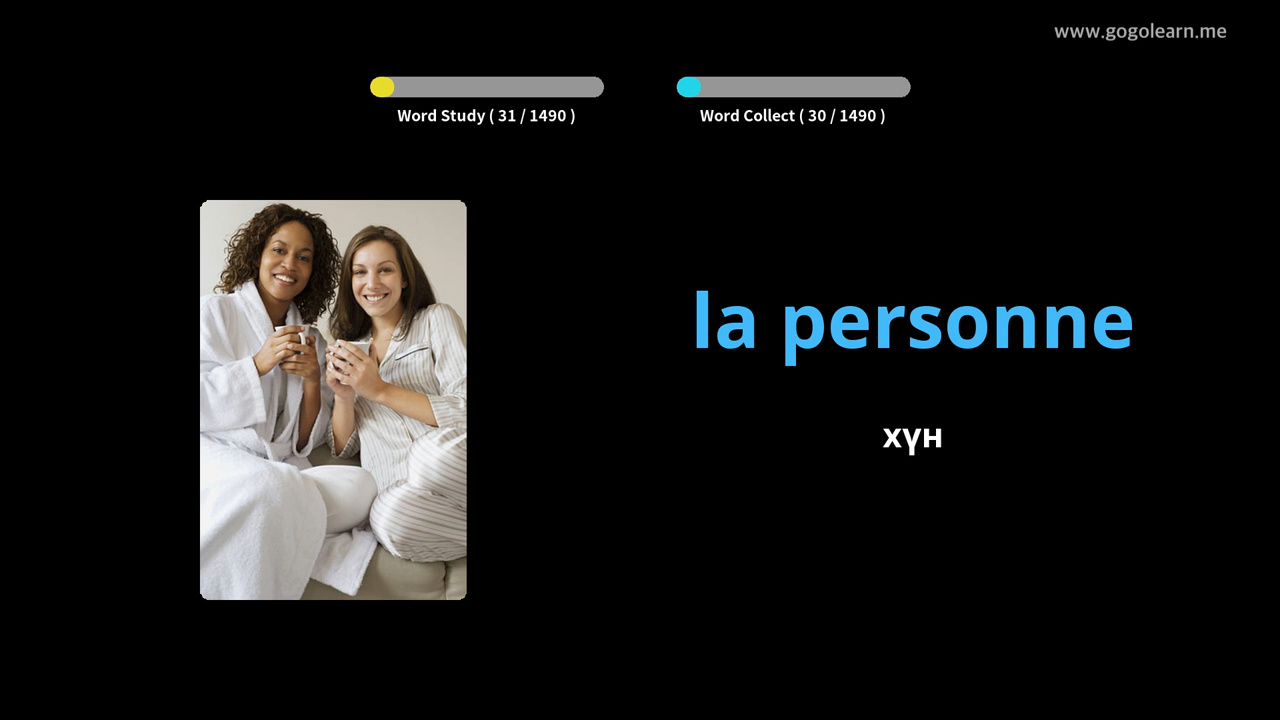 www.gogolearn.me
Word Study ( 31 / 1490 )
Word Collect ( 30 / 1490 )
la personne
хүн